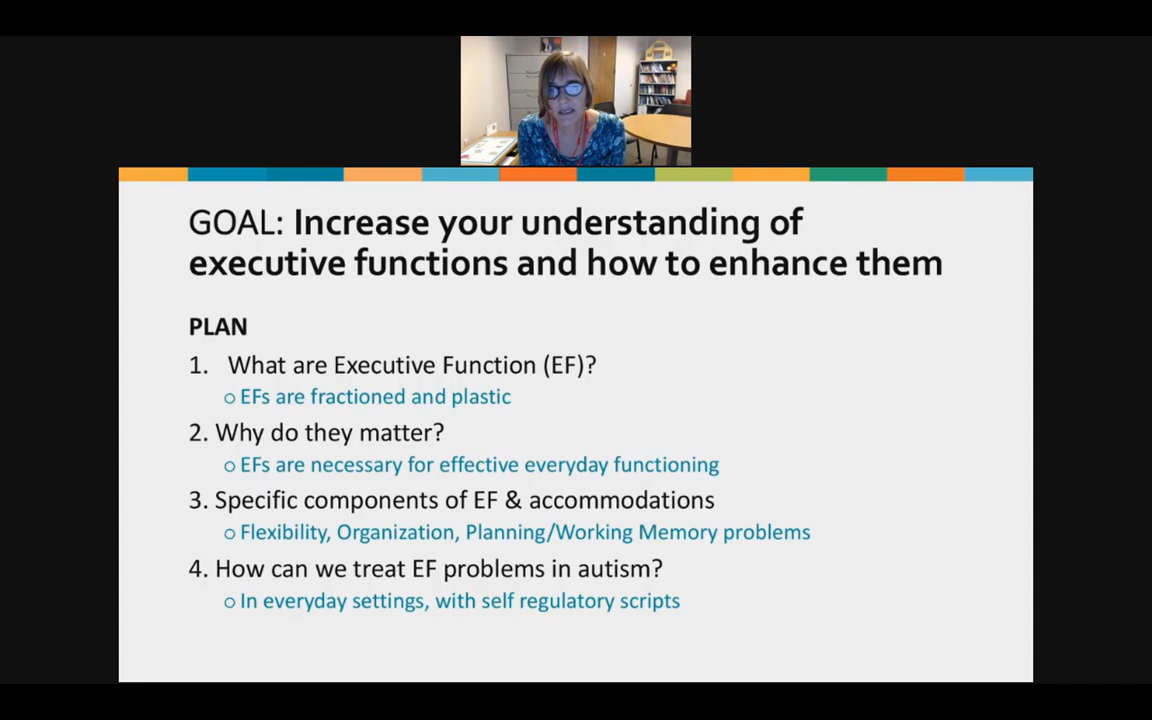 GOAL: Increase your understanding of
executive functions and how to enhance them
PLAN
1. What are Executive Function (EF)?
○ EFs are fractioned and plastic
2. Why do they matter?
○ EFs are necessary for effective everyday functioning
3. Specific components of EF & accommodations
○ Flexibility, Organization, Planning/Working Memory problems
4. How can we treat EF problems in autism?
○ In everyday settings, with self regulatory scripts